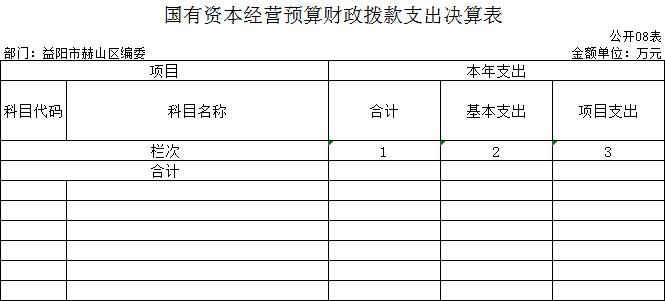 国有资本经营预算财政拨款支出决算表
公开08表
部门：益阳市赫山区编委 金额单位：万元
项目 本年支出
科目代码 科目名称 合计 基本支出 项目支出
栏次 1 2 3
合计